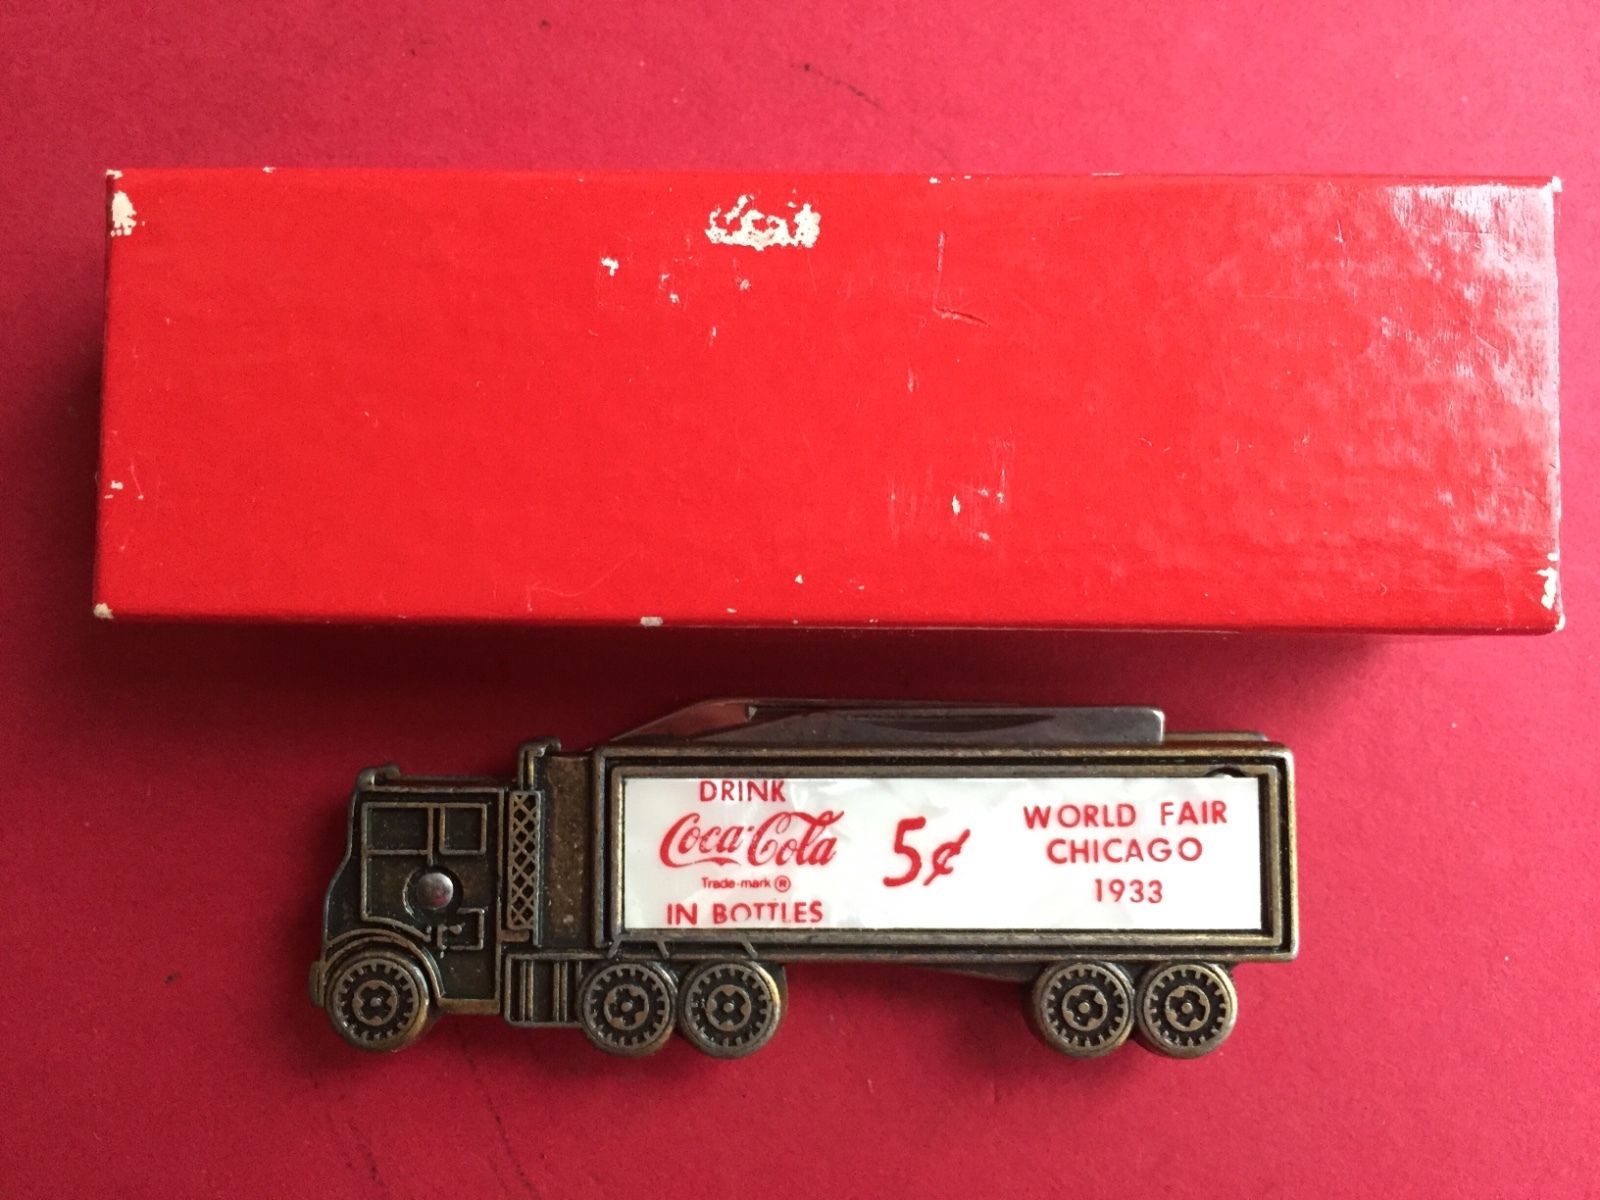 DRINK
Coca-Cola
Trade-mark ®
IN BOTTLES
5¢
WORLD FAIR
CHICAGO
1933